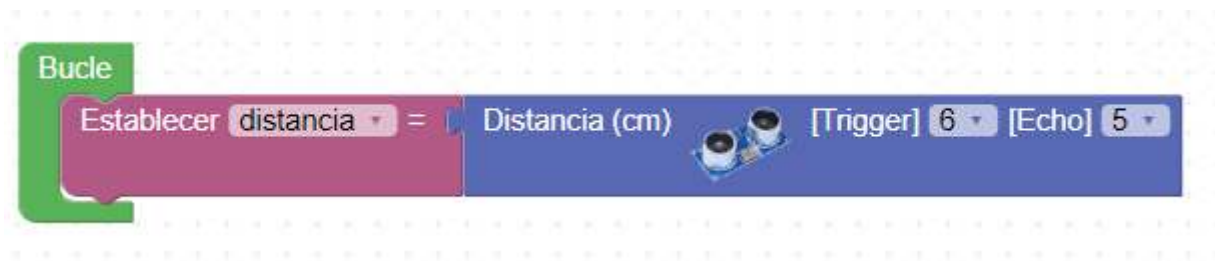 Bucle
Establecer distancia = Distancia (cm) [Trigger] 6 [Echo] 5